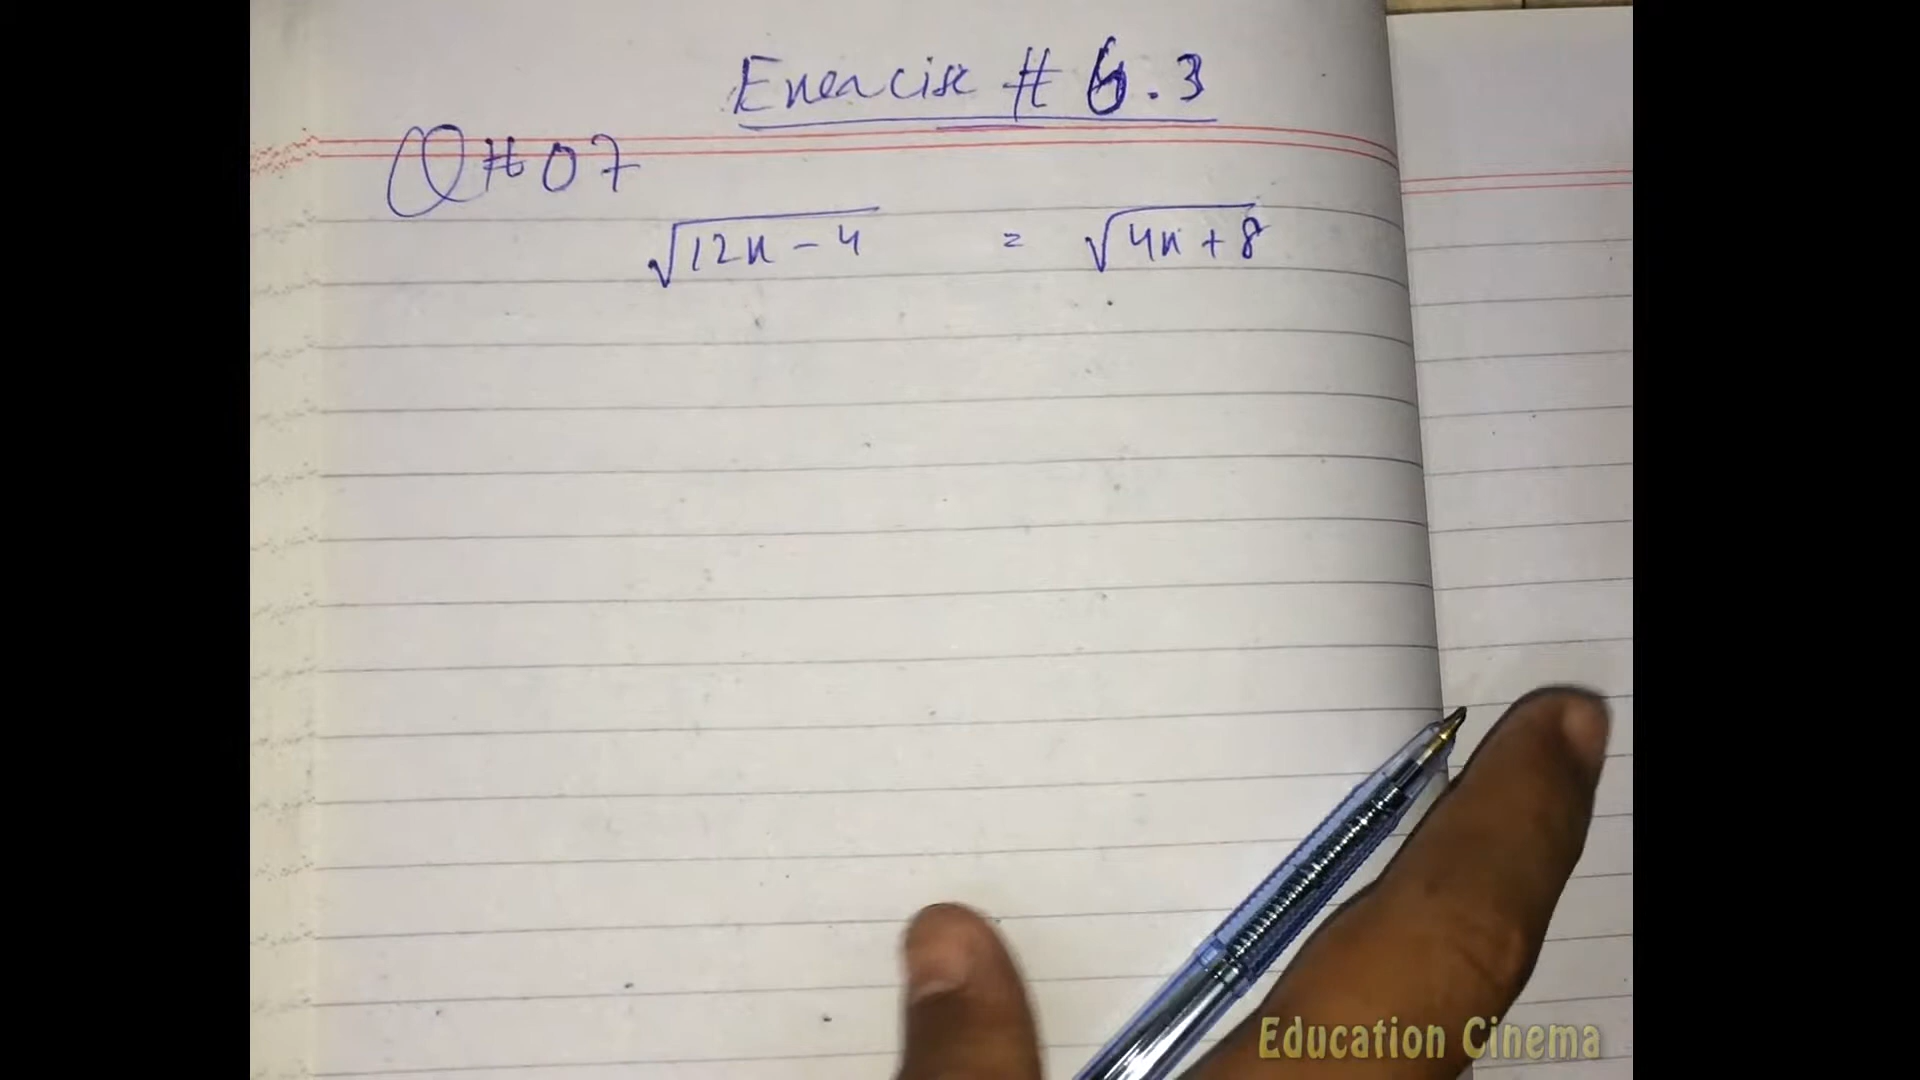 Exercise # 6.3
Q # 07
√12x - 4 = √4x + 8
Education Cinema